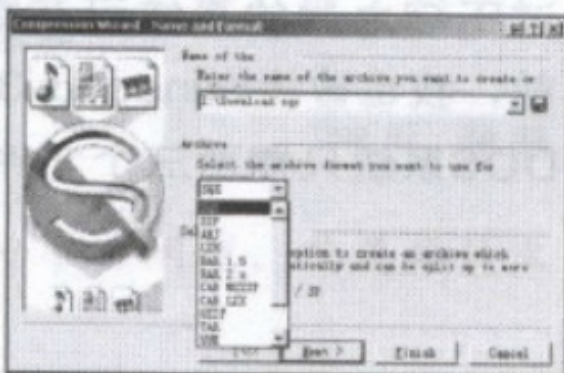 Compression Wizard - Name and Format
Name of the
Enter the name of the archive you want to create or
Archive
Select the archive format you want to use for
SQX
ZIP
ARJ
LZH
RAR 1.5
RAR 2.x
CAB MSZIP
CAB LZX
GZIP
TAR
option to create an archive which
atically and can be split up to more
Next >
Finish
Cancel